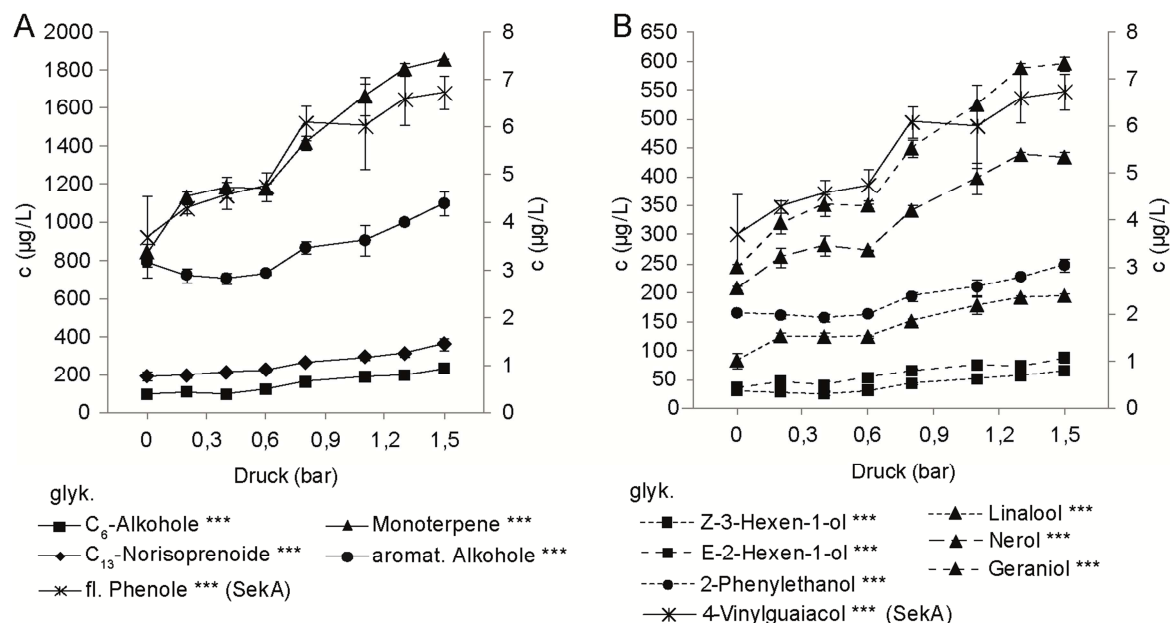 A
2000
1800
1600
1400
1200
1000
800
600
400
200
0
c (µg/L)
8
7
6
5
4
3
2
1
0
c (µg/L)
0 0,3 0,6 0,9 1,2 1,5
Druck (bar)
glyk.
C6-Alkohole ***
Monoterpene ***
C13-Norisoprenoide ***
aromat. Alkohole ***
fl. Phenole *** (SekA)
B
650
600
550
500
450
400
350
300
250
200
150
100
50
0
c (µg/L)
8
7
6
5
4
3
2
1
0
c (µg/L)
0 0,3 0,6 0,9 1,2 1,5
Druck (bar)
glyk.
Z-3-Hexen-1-ol ***
Linalool ***
E-2-Hexen-1-ol ***
Nerol ***
2-Phenylethanol ***
Geraniol ***
4-Vinylguaiacol *** (SekA)